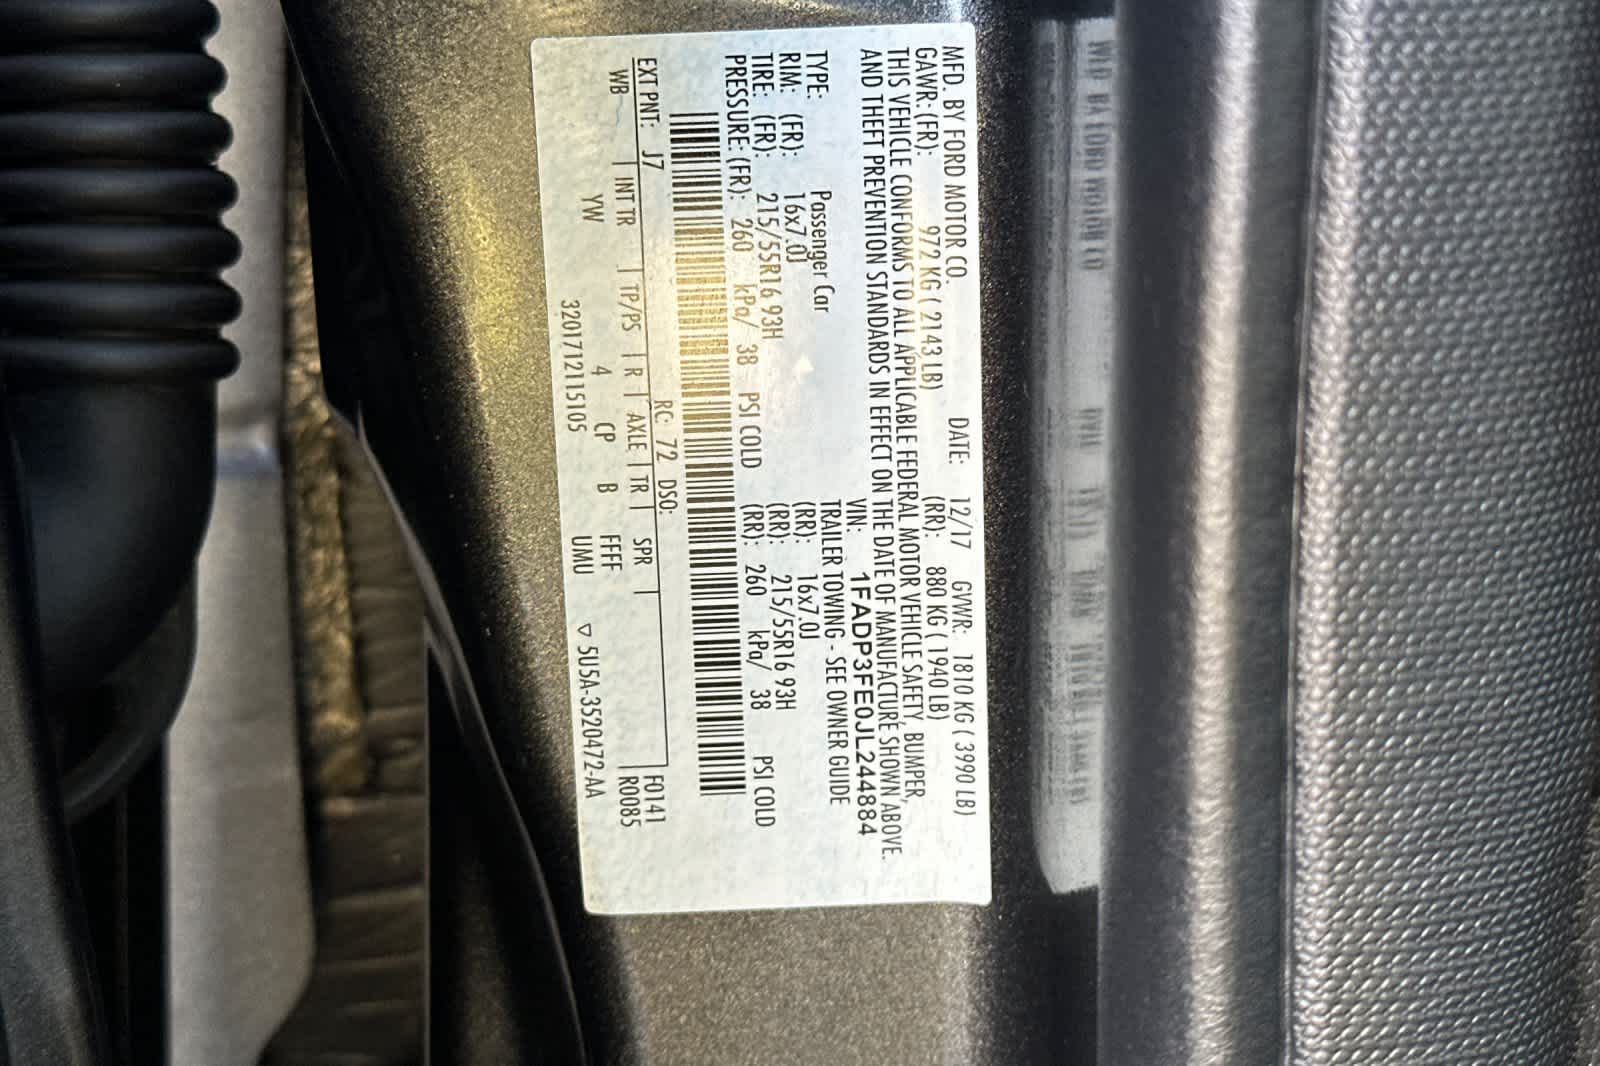 MFD. BY FORD MOTOR CO. DATE: 12/17 GVWR: 1810 KG ( 3990 LB)
GAWR: (FR): 972 KG ( 2143 LB) (RR): 880 KG ( 1940 LB)
THIS VEHICLE CONFORMS TO ALL APPLICABLE FEDERAL MOTOR VEHICLE SAFETY, BUMPER,
AND THEFT PREVENTION STANDARDS IN EFFECT ON THE DATE OF MANUFACTURE SHOWN ABOVE.
VIN: 1FADP3FE0JL244884
TYPE: Passenger Car TRAILER TOWING - SEE OWNER GUIDE
RIM: (FR): 16x7.0J (RR): 16x7.0J
TIRE: (FR): 215/55R16 93H (RR): 215/55R16 93H
PRESSURE: (FR): 260 kPa/ 38 PSI COLD (RR): 260 kPa/ 38 PSI COLD
EXT PNT: J7 RC: 72 DSO: F0141
WB | INT TR | TP/PS | R | AXLE | TR | SPR | R0085
YW 4 CP B FFFF
3201712115105 UMU ▽ 5U5A-3520472-AA